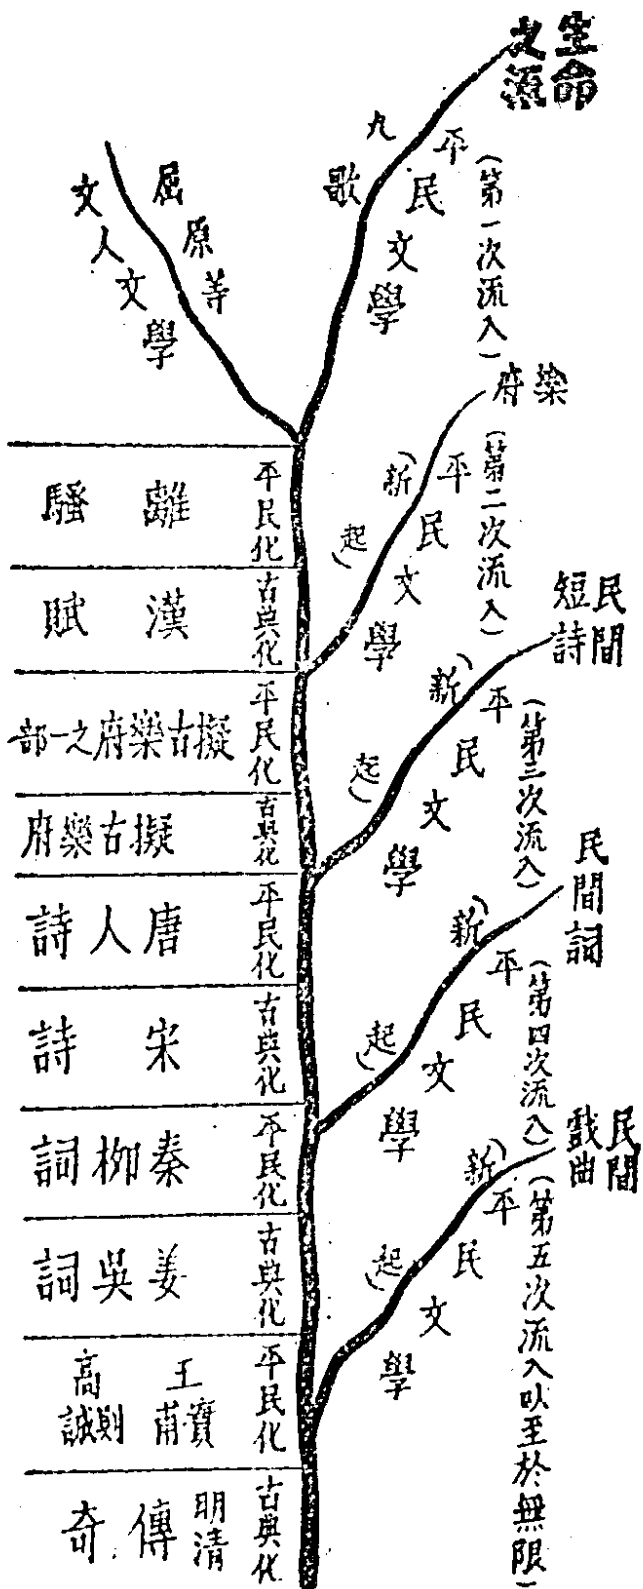 生命
之源
平民文學
九歌
(第一次流入)
屈原等
文人文學
樂府
(新起)平民文學
(第二次流入)
民間
短詩
(新起)平民文學
(第三次流入)
民間詞
(新起)平民文學
(第四次流入)
民間
戲曲
(新起)平民文學
(第五次流入以至於無限)
平民化 離騷
古典化 漢賦
平民化 擬古樂府之一部
古典化 擬古樂府
平民化 唐人詩
古典化 宋詩
平民化 秦柳詞
古典化 姜吳詞
平民化 王實甫 高則誠
古典化 明清傳奇